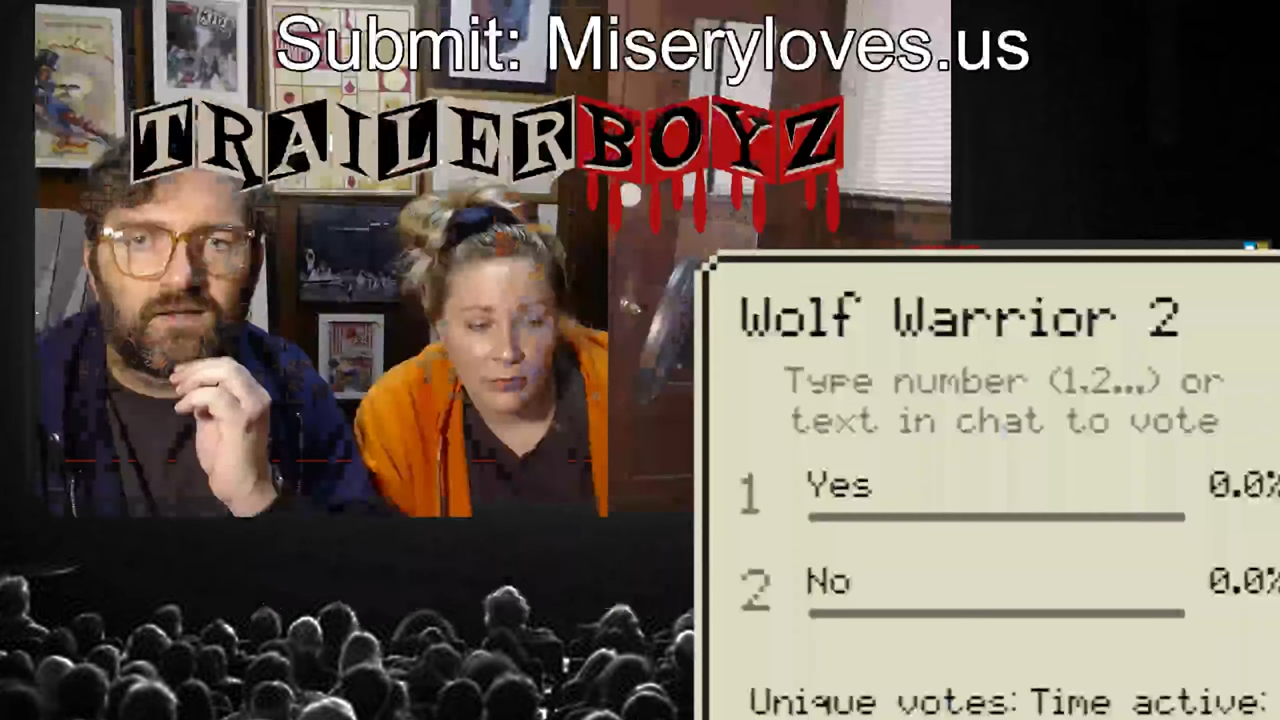 Submit: Miseryloves.us
TRAILERBOYZ
Wolf Warrior 2
Type number (1,2...) or
text in chat to vote
1 Yes 0.0%
2 No 0.0%
Unique votes: Time active: